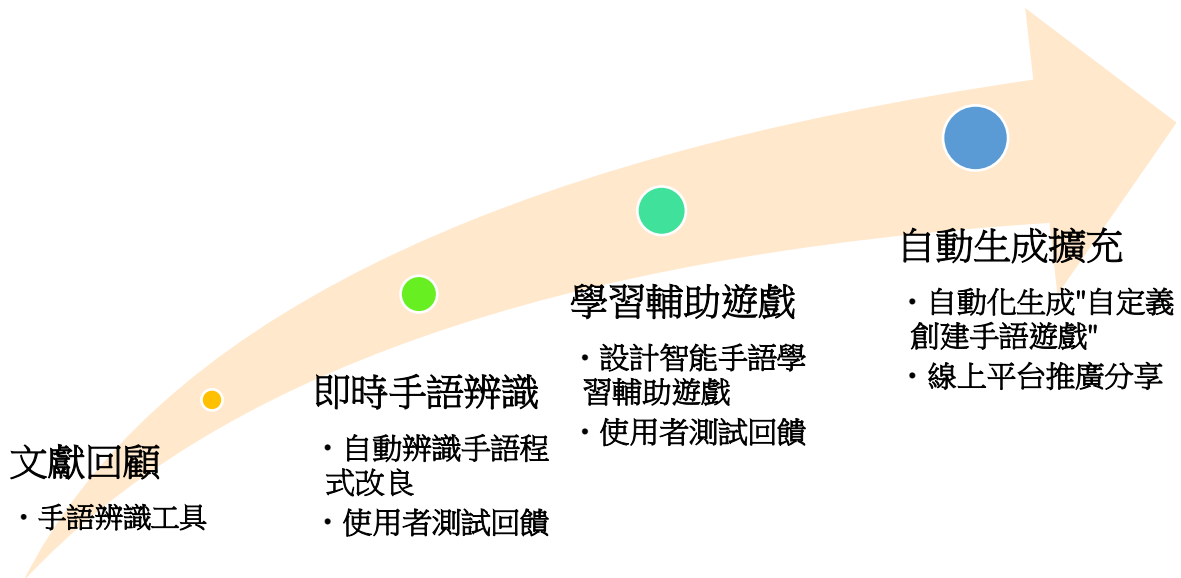 文獻回顧
・手語辨識工具
即時手語辨識
・自動辨識手語程
式改良
・使用者測試回饋
學習輔助遊戲
・設計智能手語學
習輔助遊戲
・使用者測試回饋
自動生成擴充
・自動化生成"自定義
創建手語遊戲"
・線上平台推廣分享